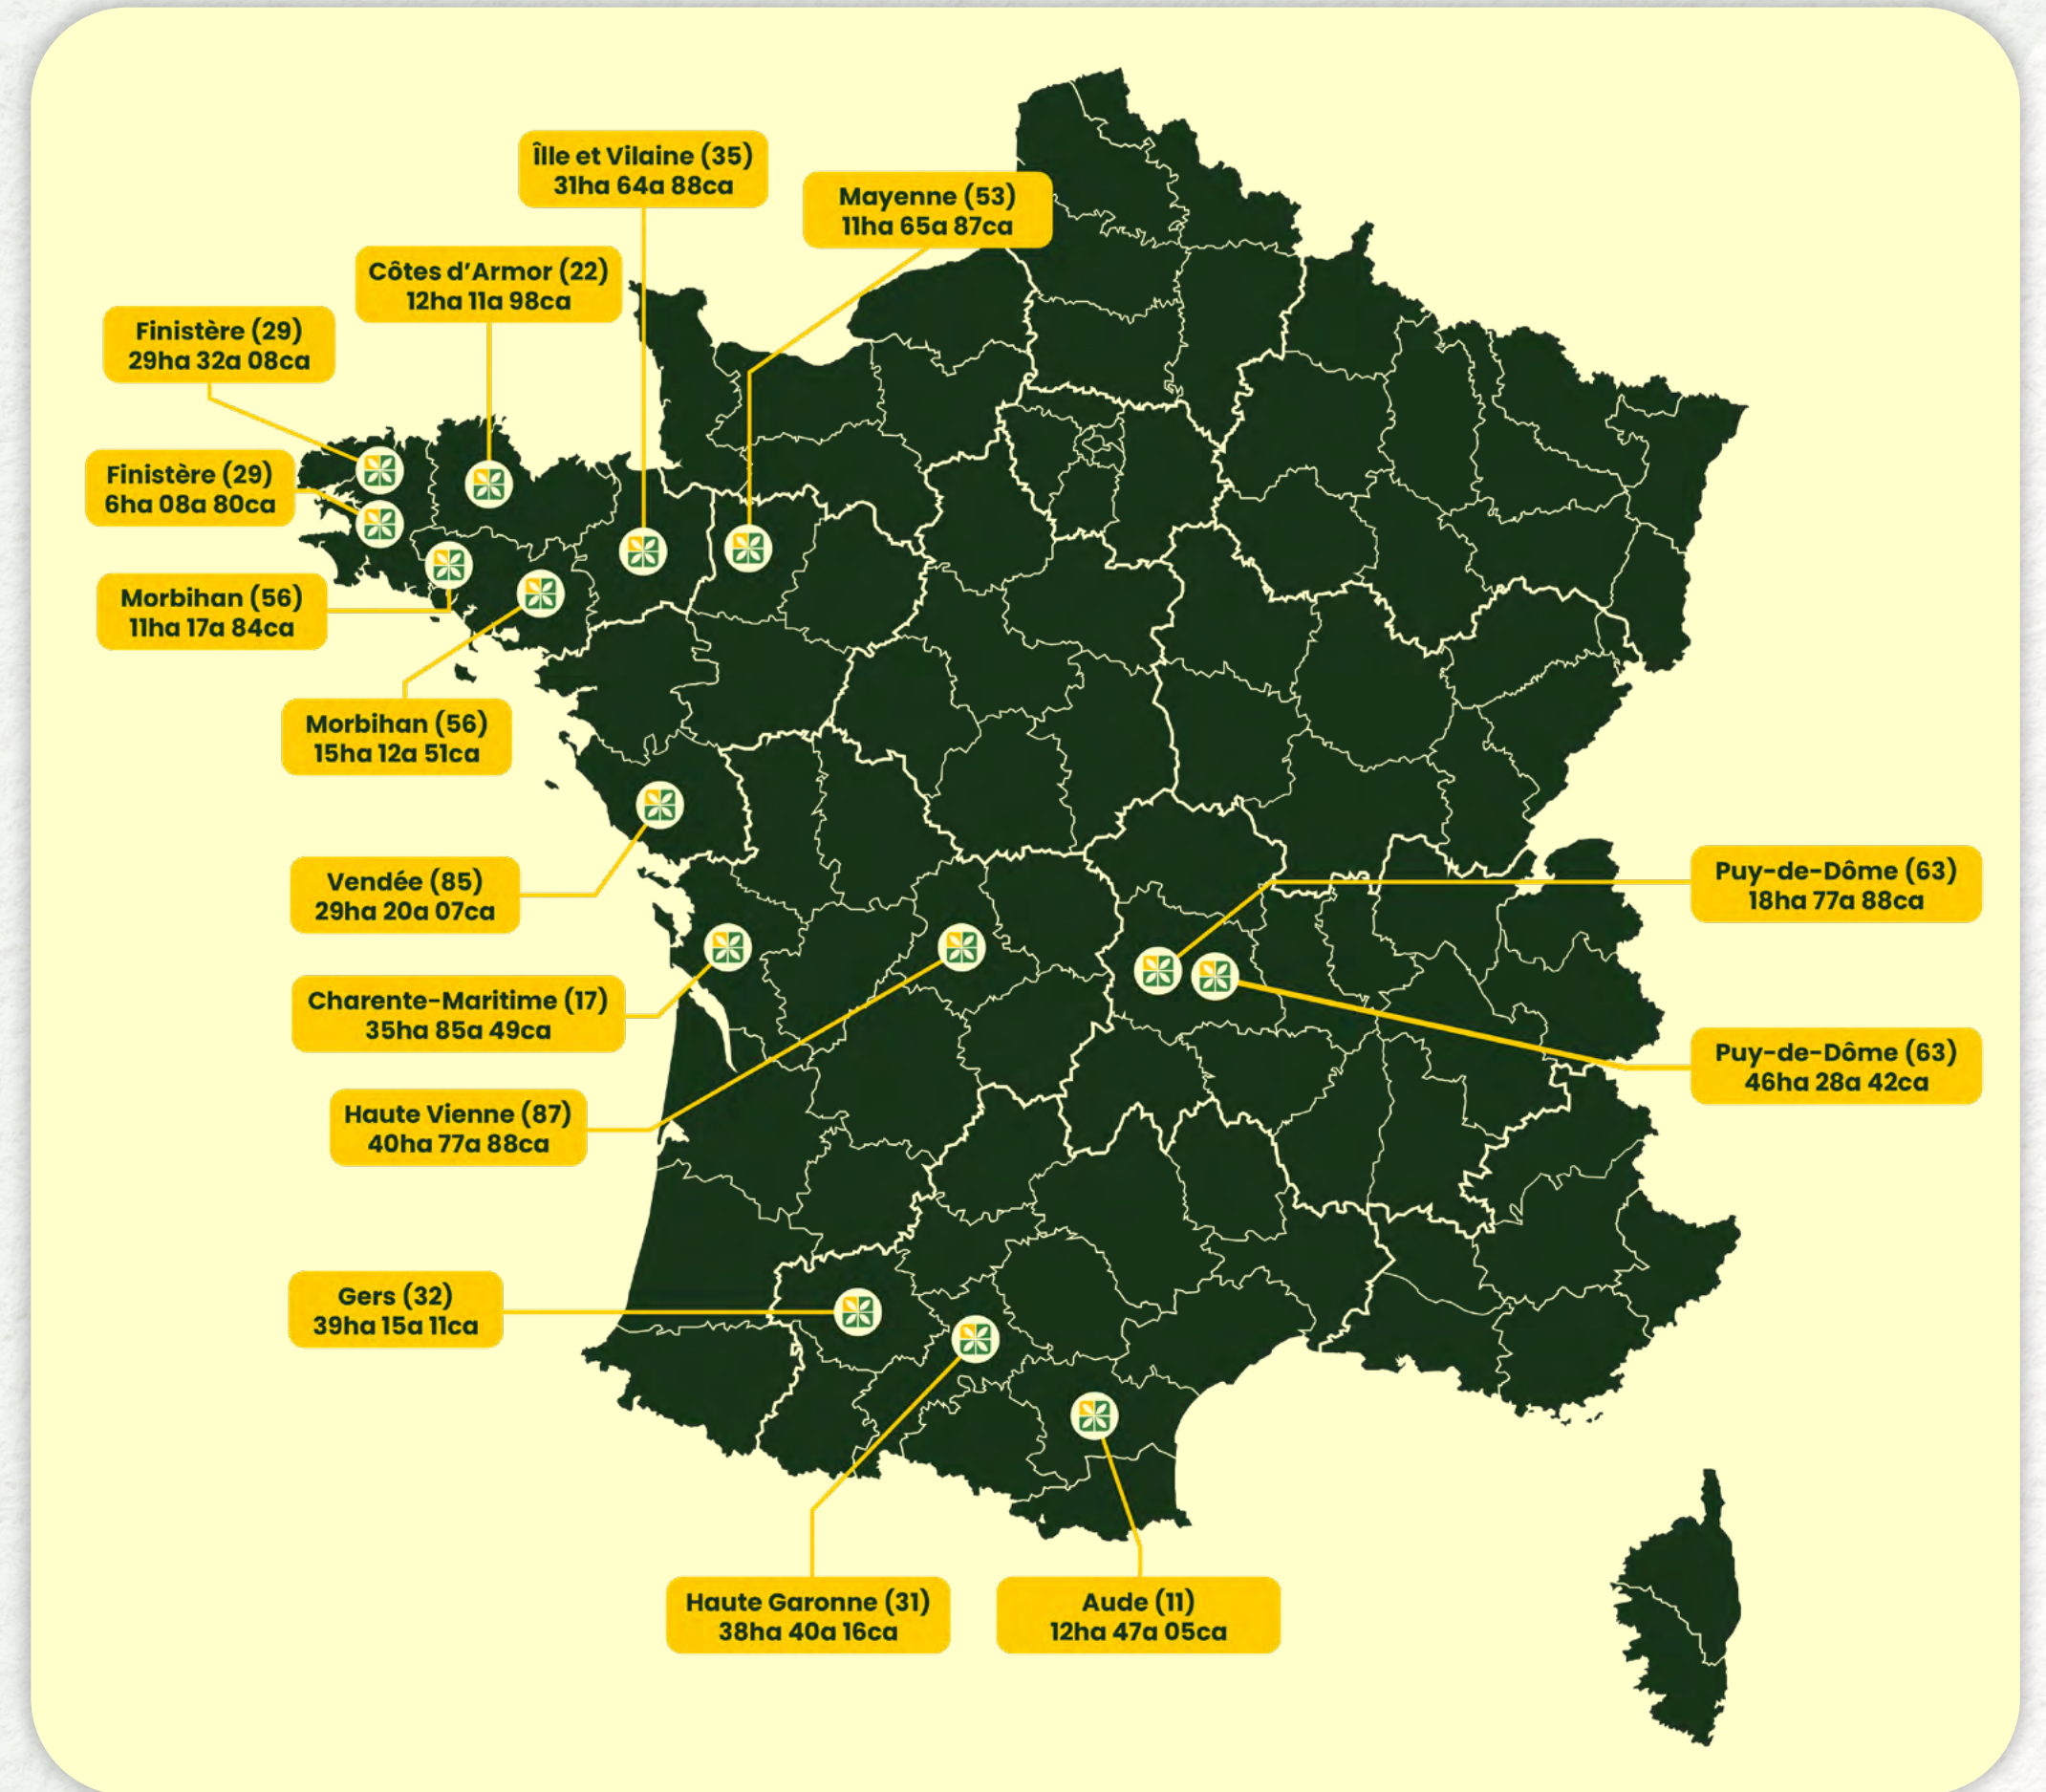 Îlle et Vilaine (35)
31ha 64a 88ca
Mayenne (53)
11ha 65a 87ca
Côtes d’Armor (22)
12ha 11a 98ca
Finistère (29)
29ha 32a 08ca
Finistère (29)
6ha 08a 80ca
Morbihan (56)
11ha 17a 84ca
Morbihan (56)
15ha 12a 51ca
Vendée (85)
29ha 20a 07ca
Puy-de-Dôme (63)
18ha 77a 88ca
Charente-Maritime (17)
35ha 85a 49ca
Puy-de-Dôme (63)
46ha 28a 42ca
Haute Vienne (87)
40ha 77a 88ca
Gers (32)
39ha 15a 11ca
Haute Garonne (31)
38ha 40a 16ca
Aude (11)
12ha 47a 05ca